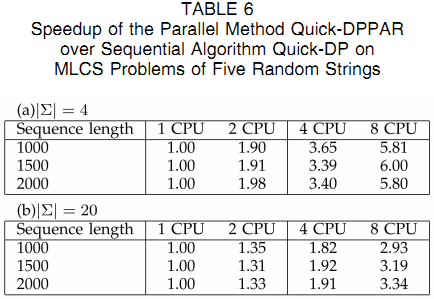 TABLE 6
Speedup of the Parallel Method Quick-DPPAR
over Sequential Algorithm Quick-DP on
MLCS Problems of Five Random Strings
(a)|Σ| = 4
Sequence length 1 CPU 2 CPU 4 CPU 8 CPU
1000 1.00 1.90 3.65 5.81
1500 1.00 1.91 3.39 6.00
2000 1.00 1.98 3.40 5.80
(b)|Σ| = 20
Sequence length 1 CPU 2 CPU 4 CPU 8 CPU
1000 1.00 1.35 1.82 2.93
1500 1.00 1.31 1.92 3.19
2000 1.00 1.33 1.91 3.34